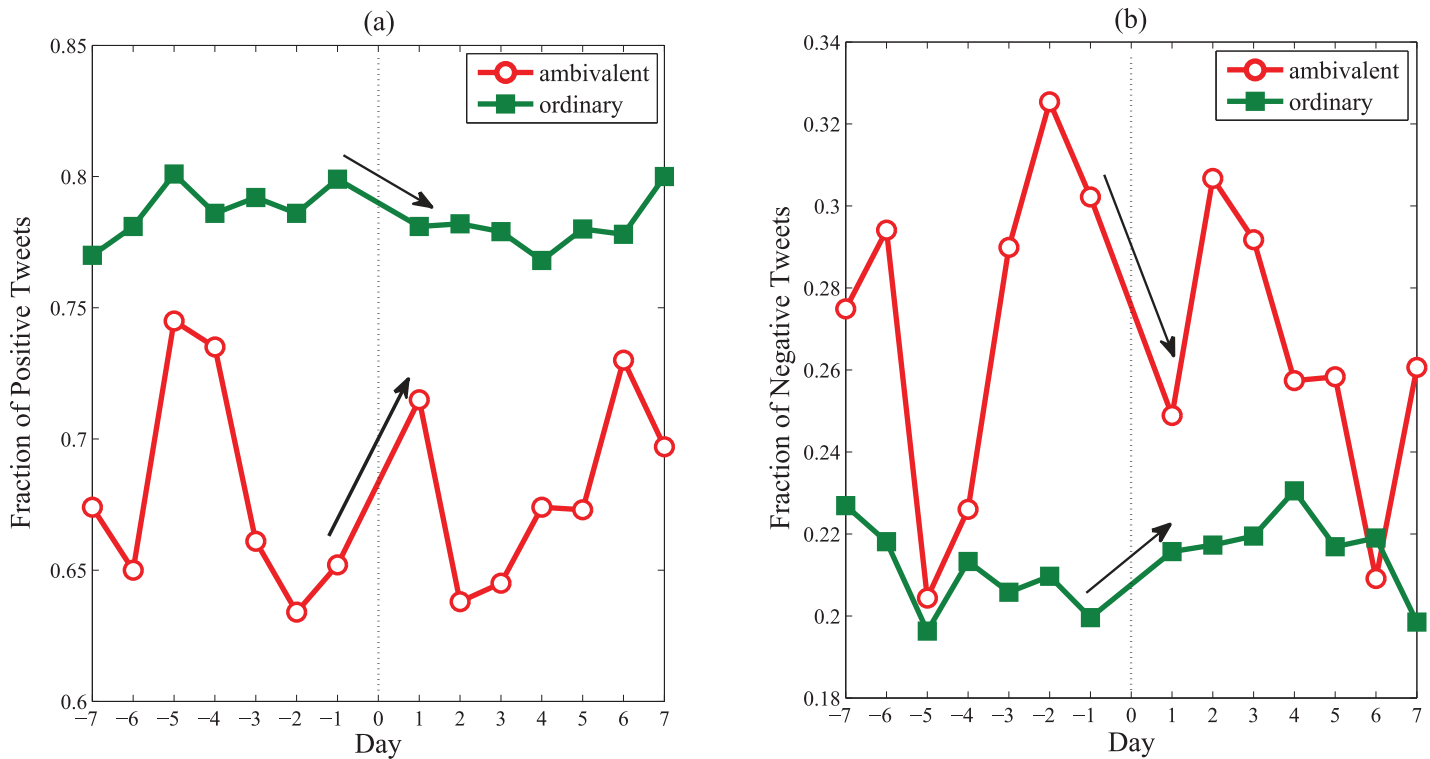 (a)
0.85
0.8
0.75
0.7
0.65
0.6
Fraction of Positive Tweets
ambivalent
ordinary
−7 −6 −5 −4 −3 −2 −1 0 1 2 3 4 5 6 7
Day
(b)
0.34
0.32
0.3
0.28
0.26
0.24
0.22
0.2
0.18
Fraction of Negative Tweets
ambivalent
ordinary
−7 −6 −5 −4 −3 −2 −1 0 1 2 3 4 5 6 7
Day